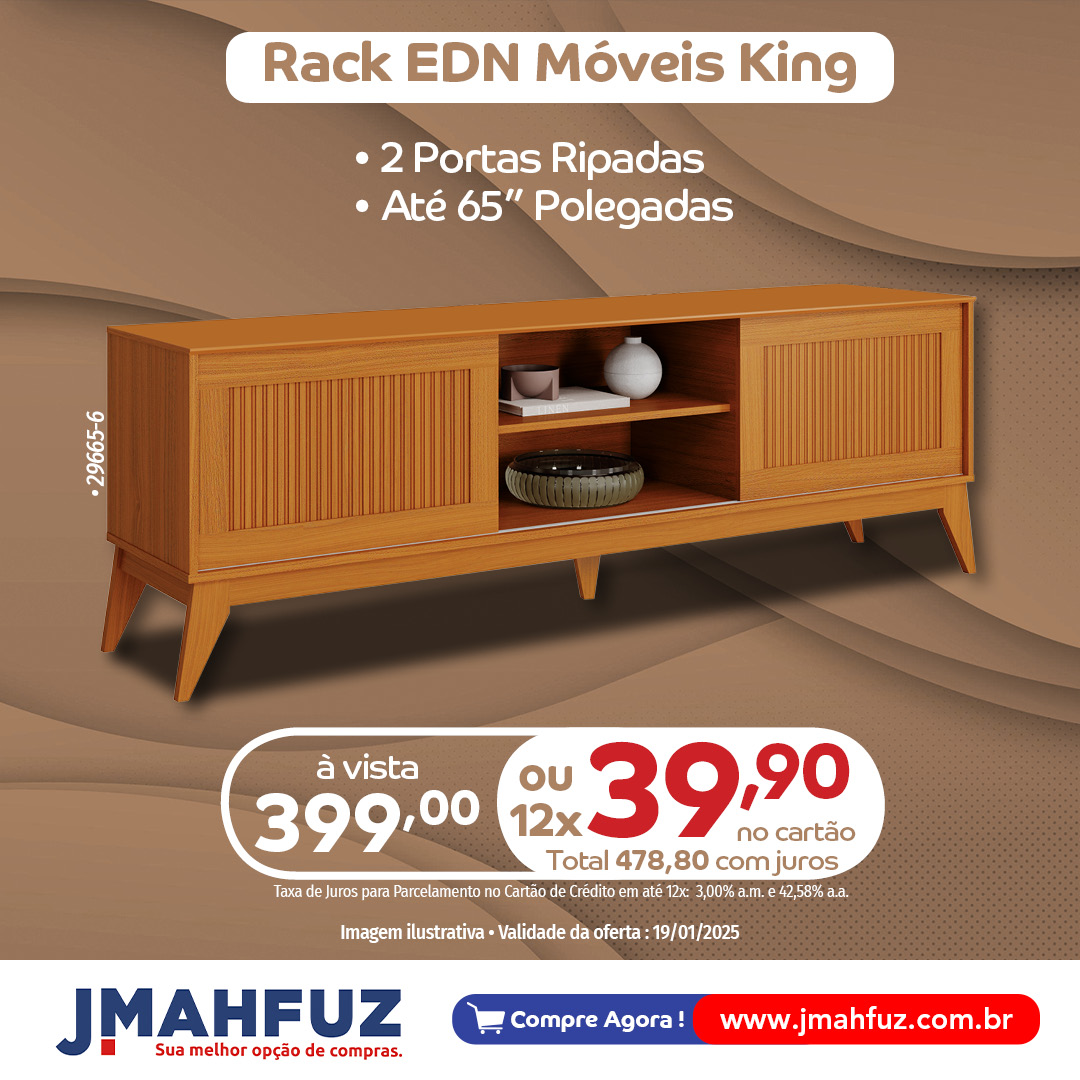 Rack EDN Móveis King
• 2 Portas Ripadas
• Até 65” Polegadas
• 29665-6
LINEN
à vista
399,00
ou
12x
39,90
no cartão
Total 478,80 com juros
Taxa de Juros para Parcelamento no Cartão de Crédito em até 12x: 3,00% a.m. e 42,58% a.a.
Imagem ilustrativa • Validade da oferta : 19/01/2025
JMAHFUZ
Sua melhor opção de compras.
Compre Agora !
www.jmahfuz.com.br